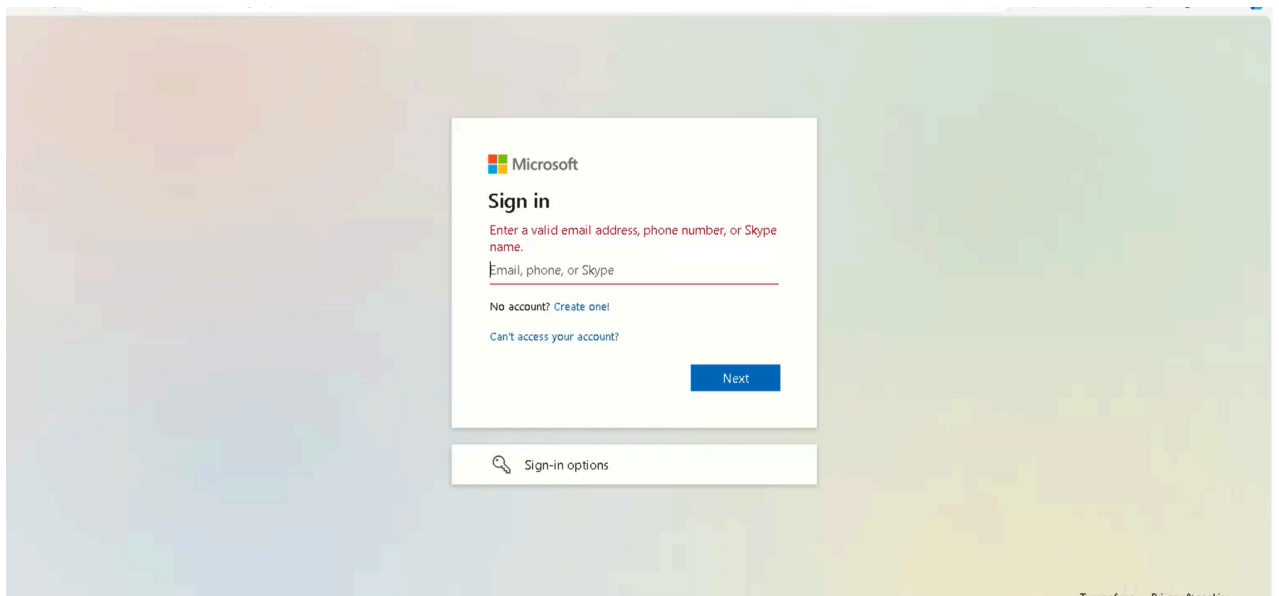 Microsoft
Sign in
Enter a valid email address, phone number, or Skype
name.
Email, phone, or Skype
No account? Create one!
Can't access your account?
Next
Sign-in options